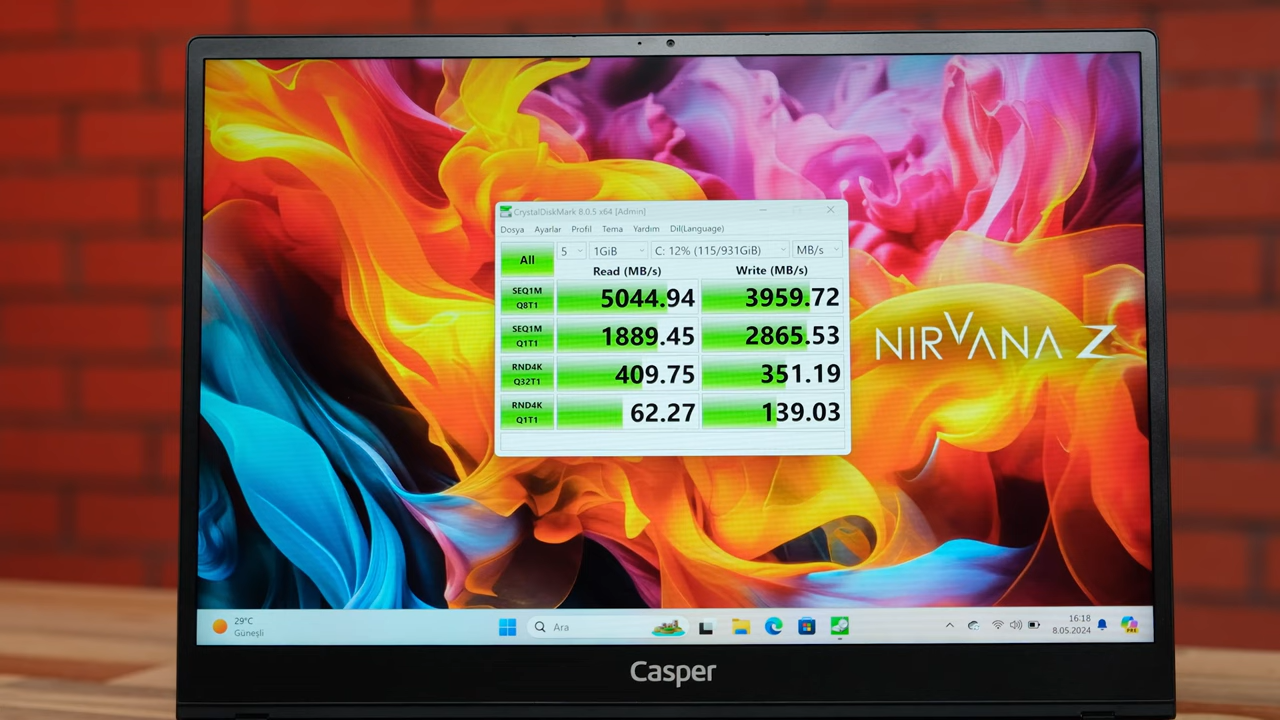 CrystalDiskMark 8.0.5 x64 [Admin]
Dosya Ayarlar Profil Tema Yardım Dil(Language)
All 5 1GiB C: 12% (115/931GiB) MB/s
Read (MB/s) Write (MB/s)
SEQ1M Q8T1 5044.94 3959.72
SEQ1M Q1T1 1889.45 2865.53
RND4K Q32T1 409.75 351.19
RND4K Q1T1 62.27 139.03
NIRVANA Z
29°C
Güneşli
Ara
16:18
8.05.2024
PRE
Casper